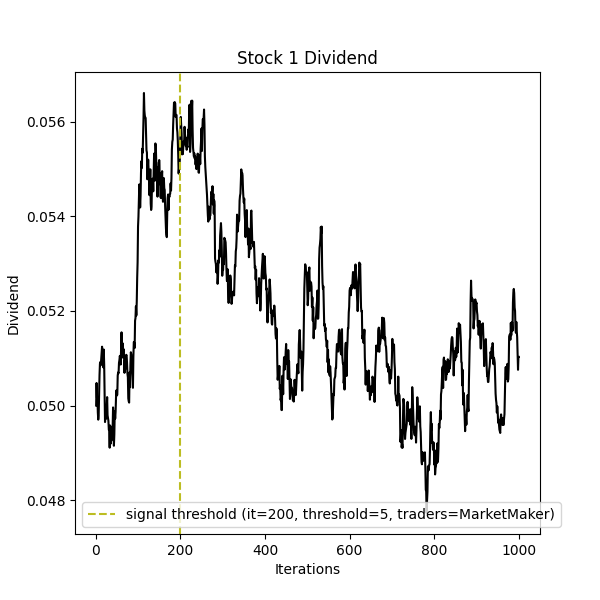 Stock 1 Dividend
Dividend
0.056
0.054
0.052
0.050
0.048
signal threshold (it=200, threshold=5, traders=MarketMaker)
0 200 400 600 800 1000
Iterations